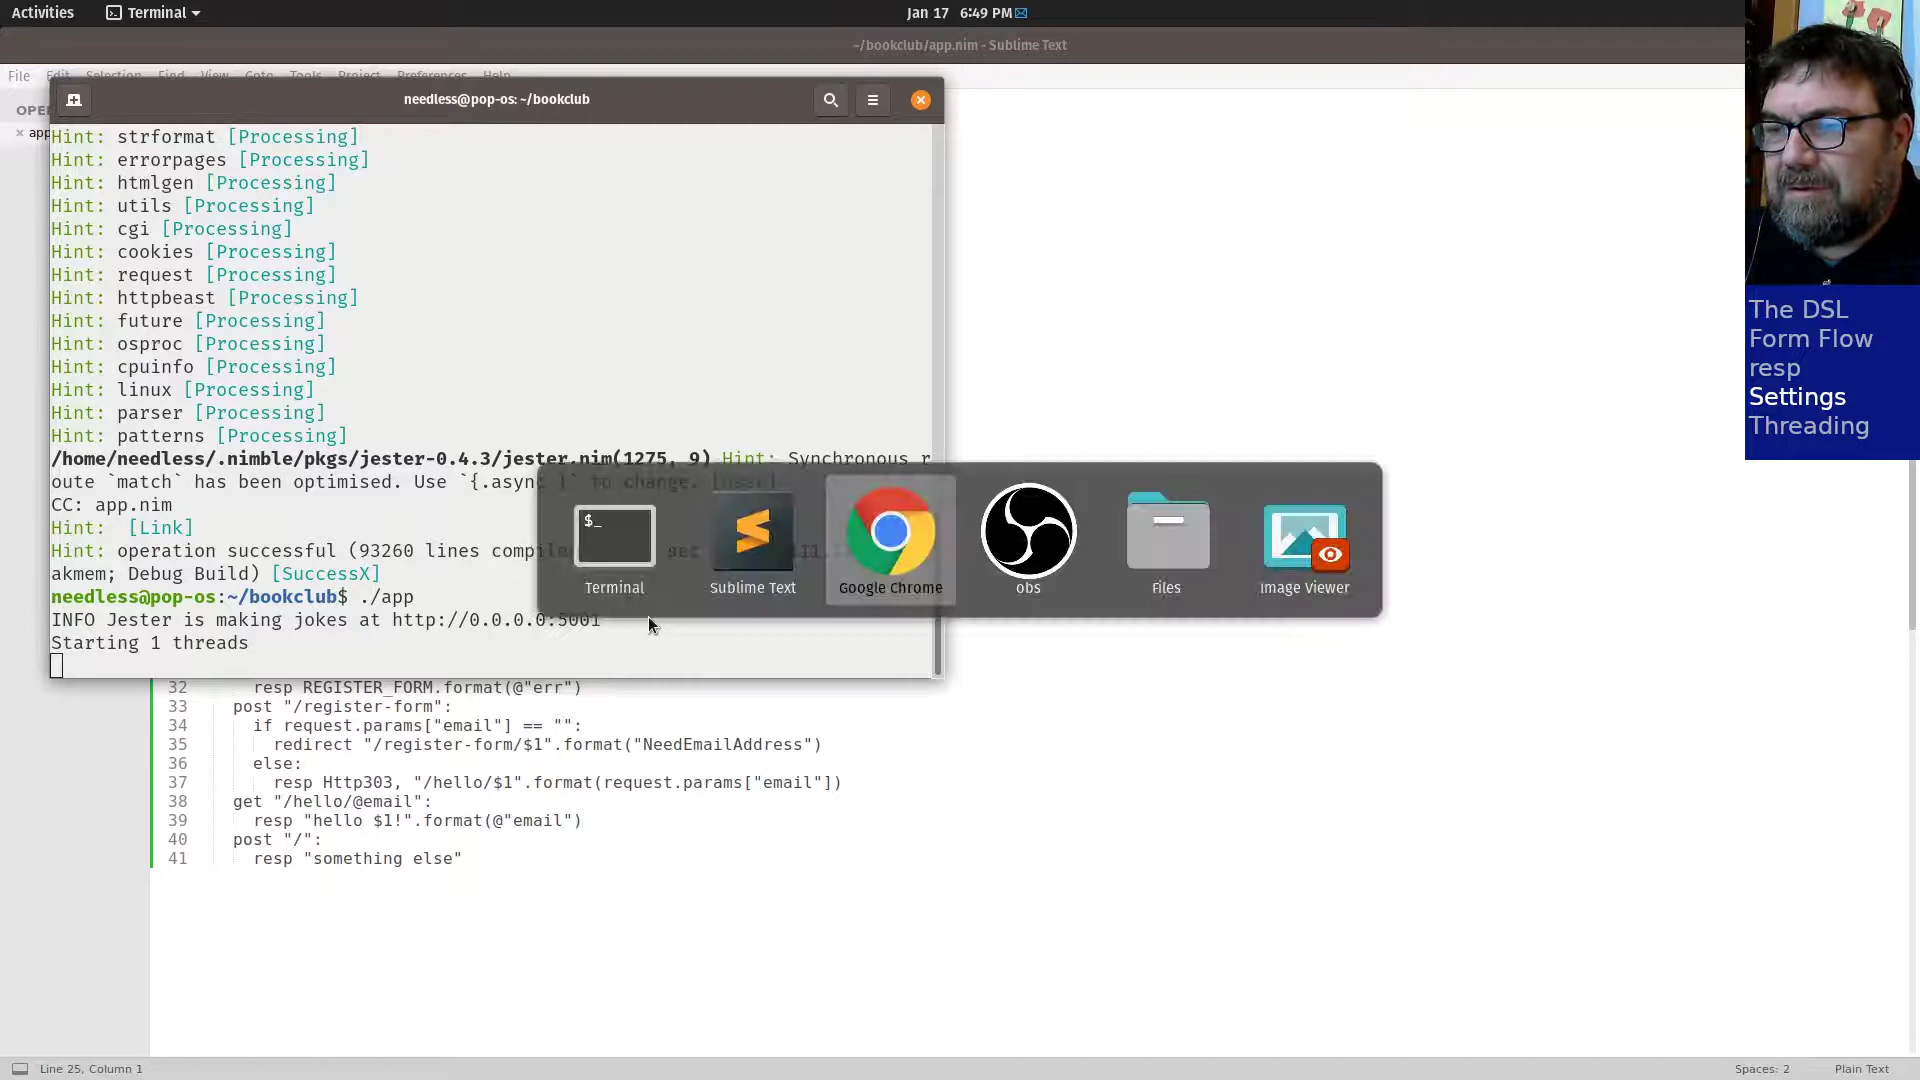 Activities
Terminal
Jan 17 6:49 PM
~/bookclub/app.nim - Sublime Text
File Edit Selection Find View Goto Tools Project Preferences Help
needless@pop-os: ~/bookclub
OPE
app
Hint: strformat [Processing]
Hint: errorpages [Processing]
Hint: htmlgen [Processing]
Hint: utils [Processing]
Hint: cgi [Processing]
Hint: cookies [Processing]
Hint: request [Processing]
Hint: httpbeast [Processing]
Hint: future [Processing]
Hint: osproc [Processing]
Hint: cpuinfo [Processing]
Hint: linux [Processing]
Hint: parser [Processing]
Hint: patterns [Processing]
/home/needless/.nimble/pkgs/jester-0.4.3/jester.nim(1275, 9) Hint: Synchronous r
oute `match` has been optimised. Use `{.async to change. [User]
CC: app.nim
Hint:  [Link]
Hint: operation successful (93260 lines compile
akmem; Debug Build) [SuccessX]
needless@pop-os:~/bookclub$ ./app
INFO Jester is making jokes at http://0.0.0.0:5001
Starting 1 threads
$_
Terminal
Sublime Text
Google Chrome
obs
Files
Image Viewer
32 resp REGISTER_FORM.format(@"err")
33 post "/register-form":
34 if request.params["email"] == "":
35 redirect "/register-form/$1".format("NeedEmailAddress")
36 else:
37 resp Http303, "/hello/$1".format(request.params["email"])
38 get "/hello/@email":
39 resp "hello $1!".format(@"email")
40 post "/":
41 resp "something else"
The DSL
Form Flow
resp
Settings
Threading
Line 25, Column 1
Spaces: 2
Plain Text